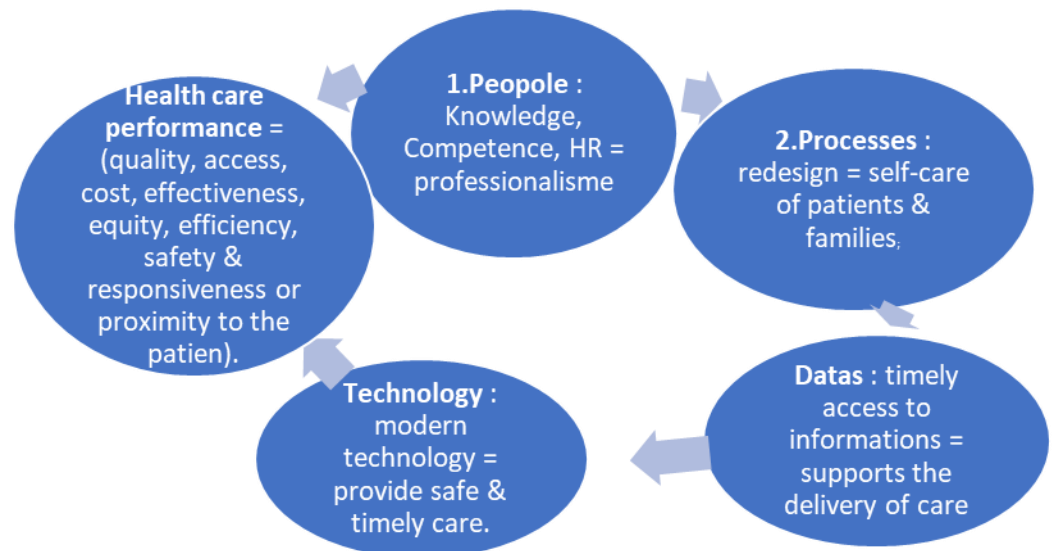 1.Peopole :
Knowledge,
Competence, HR =
professionalisme
2.Processes :
redesign = self-care
of patients &
families;
Datas : timely
access to
informations =
supports the
delivery of care
Technology :
modern
technology =
provide safe &
timely care.
Health care
performance =
(quality, access,
cost, effectiveness,
equity, efficiency,
safety &
responsiveness or
proximity to the
patien).